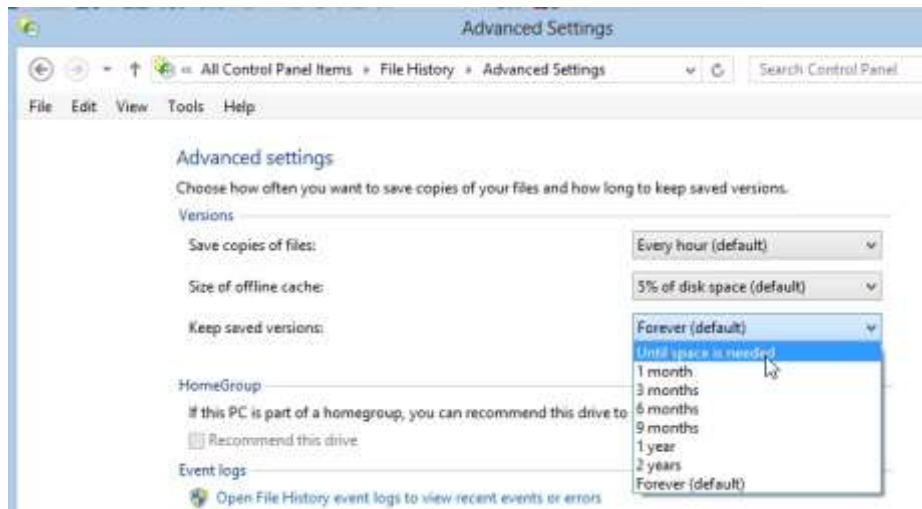 Advanced Settings
All Control Panel Items File History Advanced Settings Search Control Panel
File Edit View Tools Help
Advanced settings
Choose how often you want to save copies of your files and how long to keep saved versions.
Versions
Save copies of files: Every hour (default)
Size of offline cache: 5% of disk space (default)
Keep saved versions: Forever (default)
Until space is needed
1 month
3 months
6 months
9 months
1 year
2 years
Forever (default)
HomeGroup
If this PC is part of a homegroup, you can recommend this drive to
Recommend this drive
Event logs
Open File History event logs to view recent events or errors